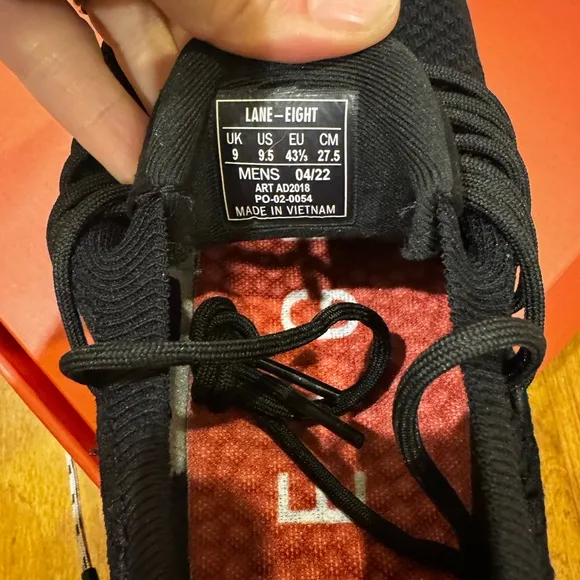 LANE-EIGHT
UK US EU CM
9 9.5 43⅓ 27.5
MENS 04/22
ART AD2018
PO-02-0054
MADE IN VIETNAM